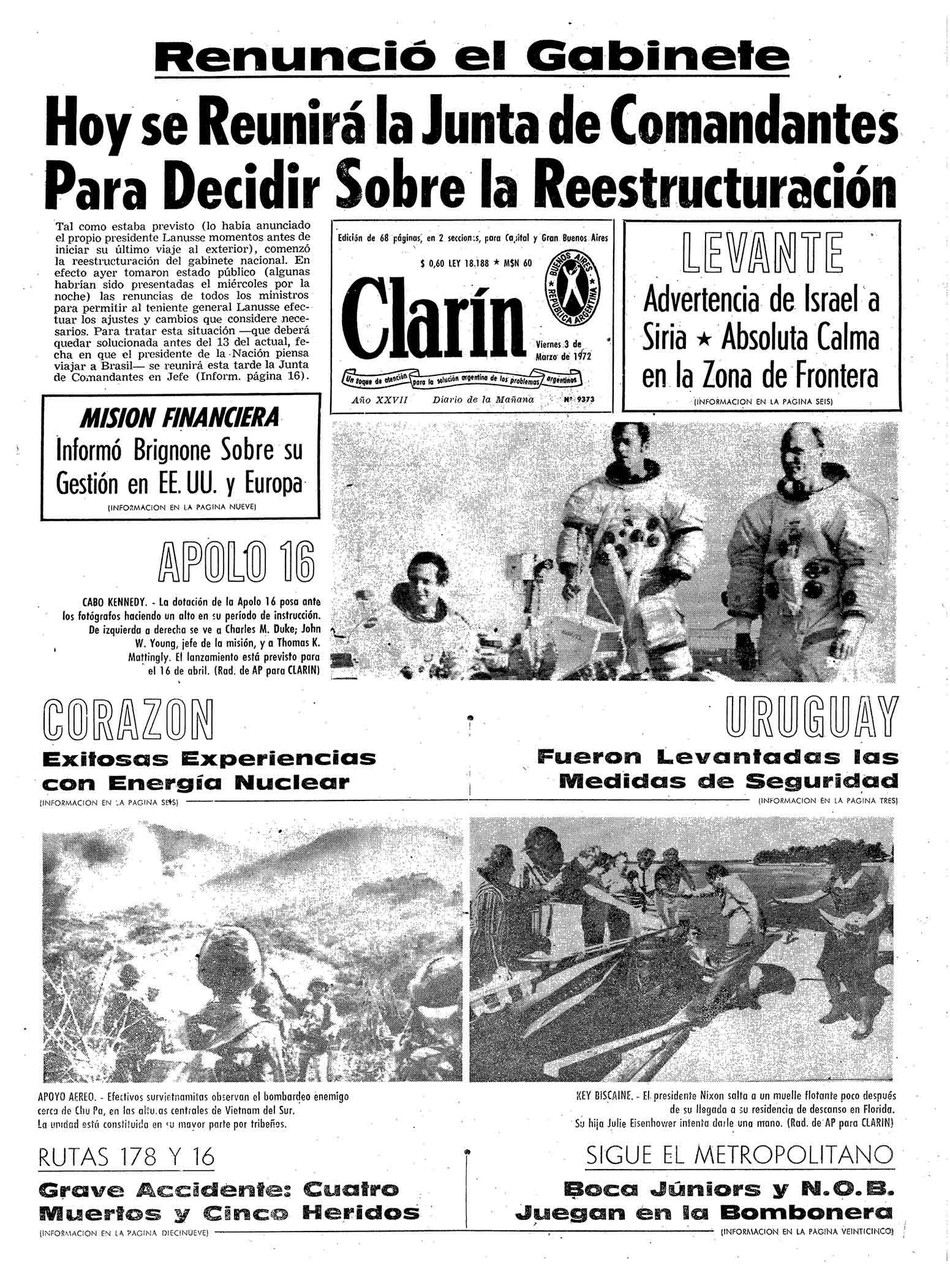 Renunció el Gabinete
Hoy se Reunirá la Junta de Comandantes
Para Decidir Sobre la Reestructuración
Tal como estaba previsto (lo había anunciado
el propio presidente Lanusse momentos antes de
iniciar su último viaje al exterior), comenzó
la reestructuración del gabinete nacional. En
efecto ayer tomaron estado público (algunas
habrían sido presentadas el miércoles por la
noche) las renuncias de todos los ministros
para permitir al teniente general Lanusse efec-
tuar los ajustes y cambios que considere nece-
sarios. Para tratar esta situación —que deberá
quedar solucionada antes del 13 del actual, fe-
cha en que el presidente de la Nación piensa
viajar a Brasil— se reunirá esta tarde la Junta
de Comandantes en Jefe (Inform. página 16).
Edición de 68 páginas, en 2 secciones, para Capital y Gran Buenos Aires
$ 0,60 LEY 18.188 ★ M$N 60
BUENOS AIRES
REPUBLICA ARGENTINA
Clarín
Viernes 3 de
Marzo de 1972
Un toque de atención para la solución argentina de los problemas argentinos
Año XXVII Diario de la Mañana Nº 9373
LEVANTE
Advertencia de Israel a
Siria ★ Absoluta Calma
en la Zona de Frontera
(INFORMACION EN LA PAGINA SEIS)
MISION FINANCIERA
Informó Brignone Sobre su
Gestión en EE. UU. y Europa
(INFORMACION EN LA PAGINA NUEVE)
APOLO 16
CABO KENNEDY. - La dotación de la Apolo 16 posa ante
los fotógrafos haciendo un alto en su período de instrucción.
De izquierda a derecha se ve a Charles M. Duke; John
W. Young, jefe de la misión, y a Thomas K.
Mattingly. El lanzamiento está previsto para
el 16 de abril. (Rad. de AP para CLARIN)
CORAZON
Exitosas Experiencias
con Energía Nuclear
(INFORMACION EN LA PAGINA SEIS)
URUGUAY
Fueron Levantadas las
Medidas de Seguridad
(INFORMACION EN LA PAGINA TRES)
APOYO AEREO. - Efectivos survietnamitas observan el bombardeo enemigo
cerca de Chu Pa, en las alturas centrales de Vietnam del Sur.
La unidad está constituida en su mayor parte por tribeños.
KEY BISCAINE. - El presidente Nixon salta a un muelle flotante poco después
de su llegada a su residencia de descanso en Florida.
Su hija Julie Eisenhower intenta darle una mano. (Rad. de AP para CLARIN)
RUTAS 178 Y 16
Grave Accidente: Cuatro
Muertos y Cinco Heridos
(INFORMACION EN LA PAGINA DIECINUEVE)
SIGUE EL METROPOLITANO
Boca Júniors y N.O.B.
Juegan en la Bombonera
(INFORMACION EN LA PAGINA VEINTICINCO)